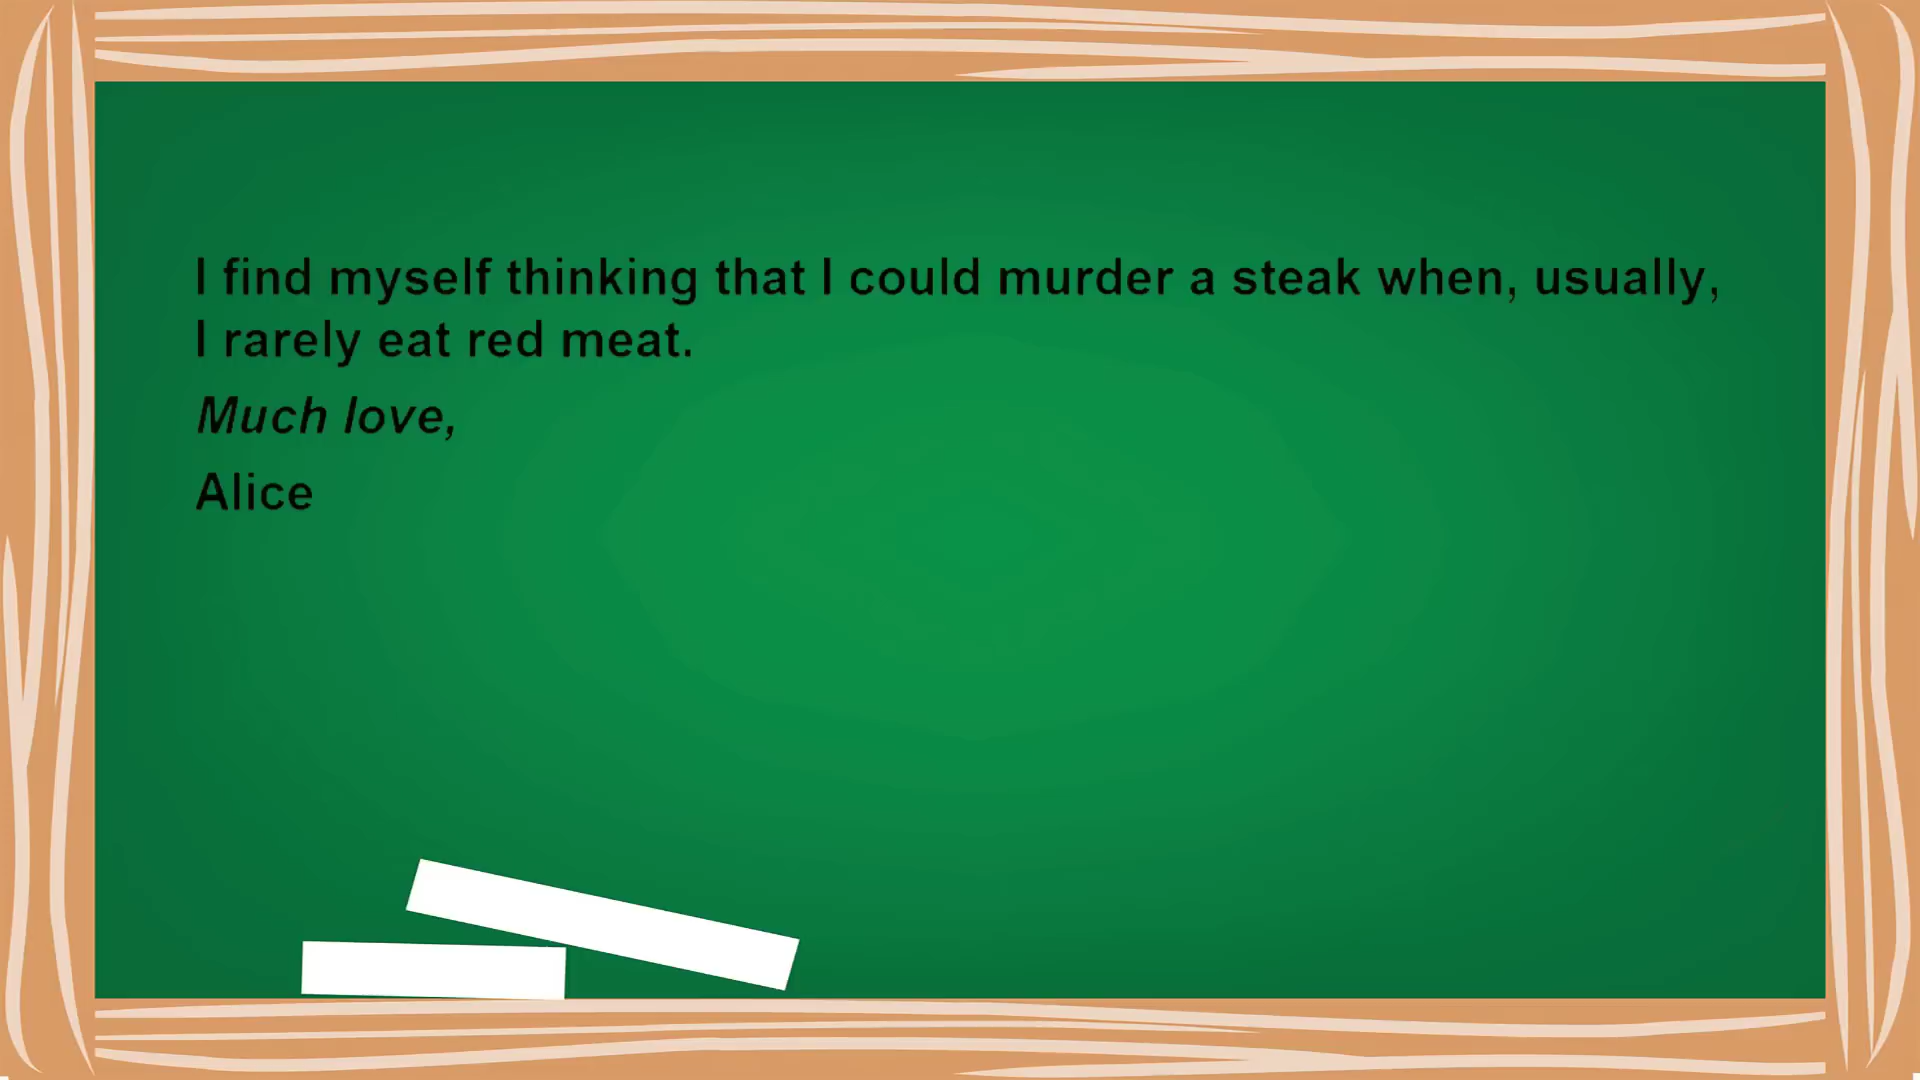 I find myself thinking that I could murder a steak when, usually,
I rarely eat red meat.
Much love,
Alice